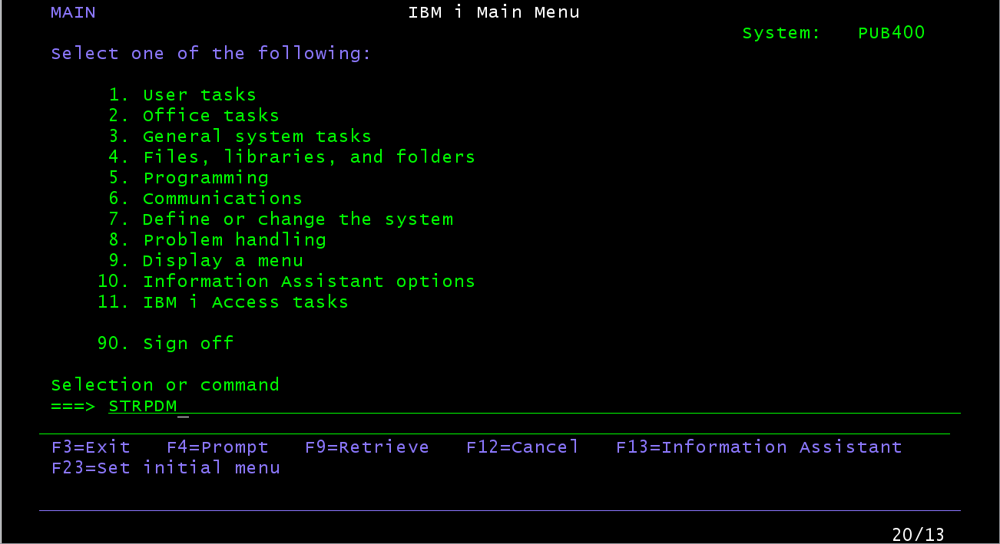 MAIN IBM i Main Menu
System: PUB400
Select one of the following:
1. User tasks
2. Office tasks
3. General system tasks
4. Files, libraries, and folders
5. Programming
6. Communications
7. Define or change the system
8. Problem handling
9. Display a menu
10. Information Assistant options
11. IBM i Access tasks
90. Sign off
Selection or command
===> STRPDM_
F3=Exit F4=Prompt F9=Retrieve F12=Cancel F13=Information Assistant
F23=Set initial menu
20/13